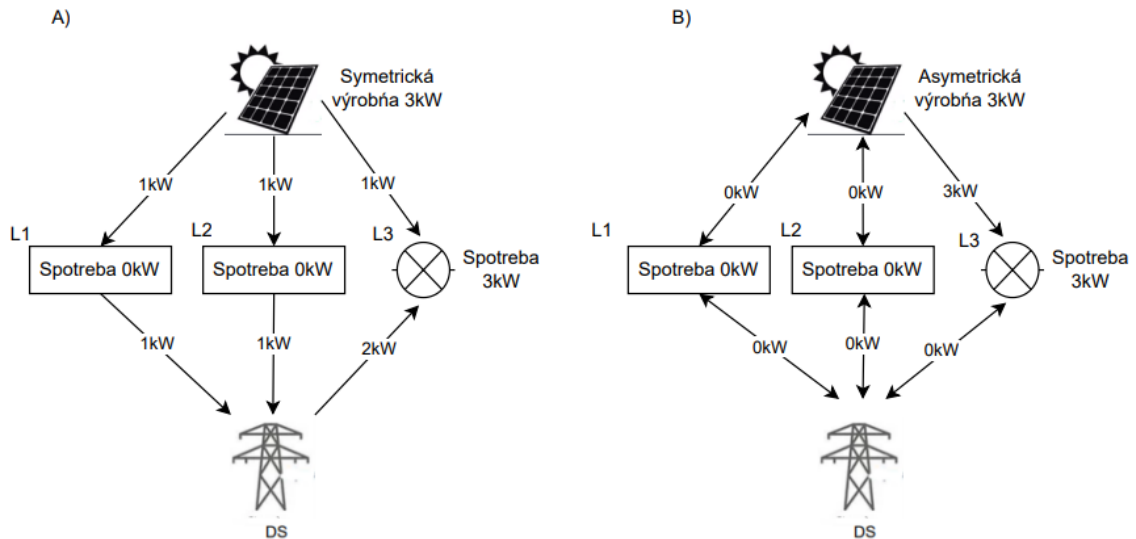 A)
Symetrická
výrobňa 3kW
1kW
1kW
1kW
L1
L2
L3
Spotreba 0kW
Spotreba 0kW
Spotreba
3kW
1kW
1kW
2kW
DS
B)
Asymetrická
výrobňa 3kW
0kW
0kW
3kW
L1
L2
L3
Spotreba 0kW
Spotreba 0kW
Spotreba
3kW
0kW
0kW
0kW
DS